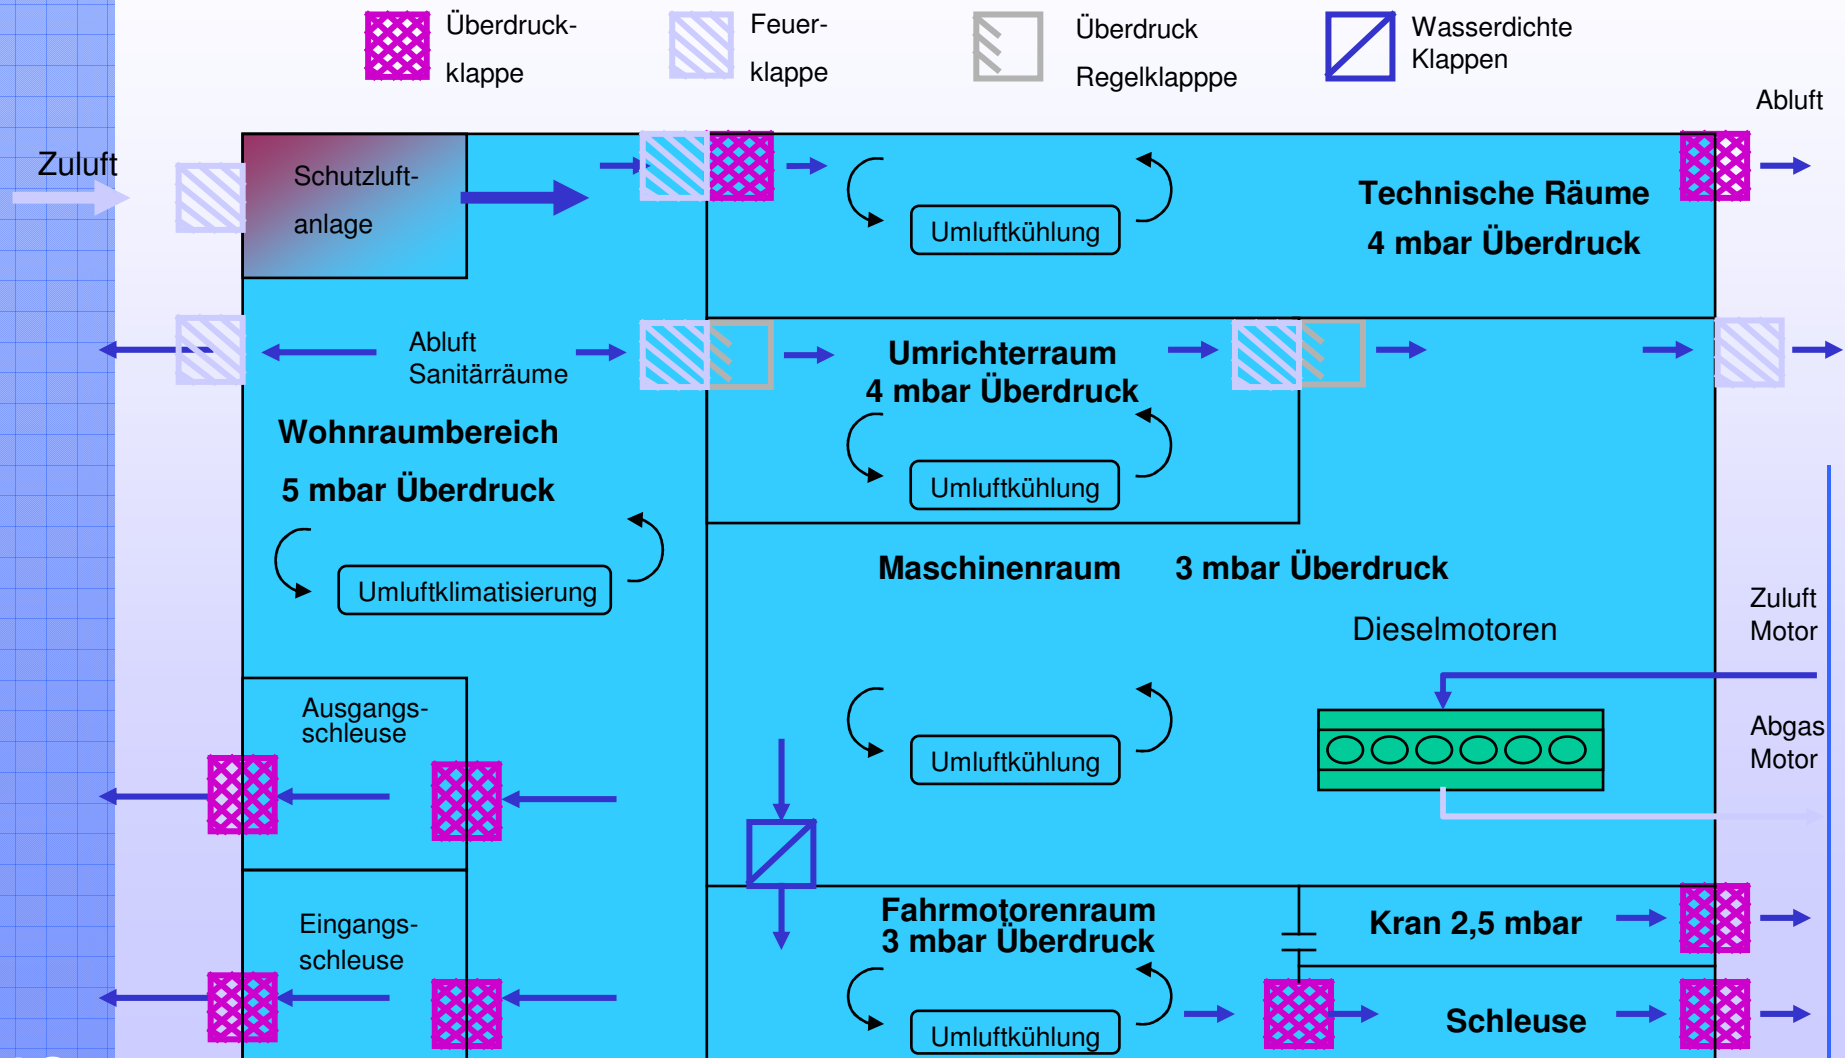 Überdruck-
klappe
Feuer-
klappe
Überdruck
Regelklapppe
Wasserdichte
Klappen
Abluft
Zuluft
Schutzluft-
anlage
Umluftkühlung
Technische Räume
4 mbar Überdruck
Abluft
Sanitärräume
Umrichterraum
4 mbar Überdruck
Umluftkühlung
Wohnraumbereich
5 mbar Überdruck
Umluftklimatisierung
Maschinenraum 3 mbar Überdruck
Dieselmotoren
Zuluft
Motor
Abgas
Motor
Umluftkühlung
Ausgangs-
schleuse
Eingangs-
schleuse
Fahrmotorenraum
3 mbar Überdruck
Umluftkühlung
Kran 2,5 mbar
Schleuse